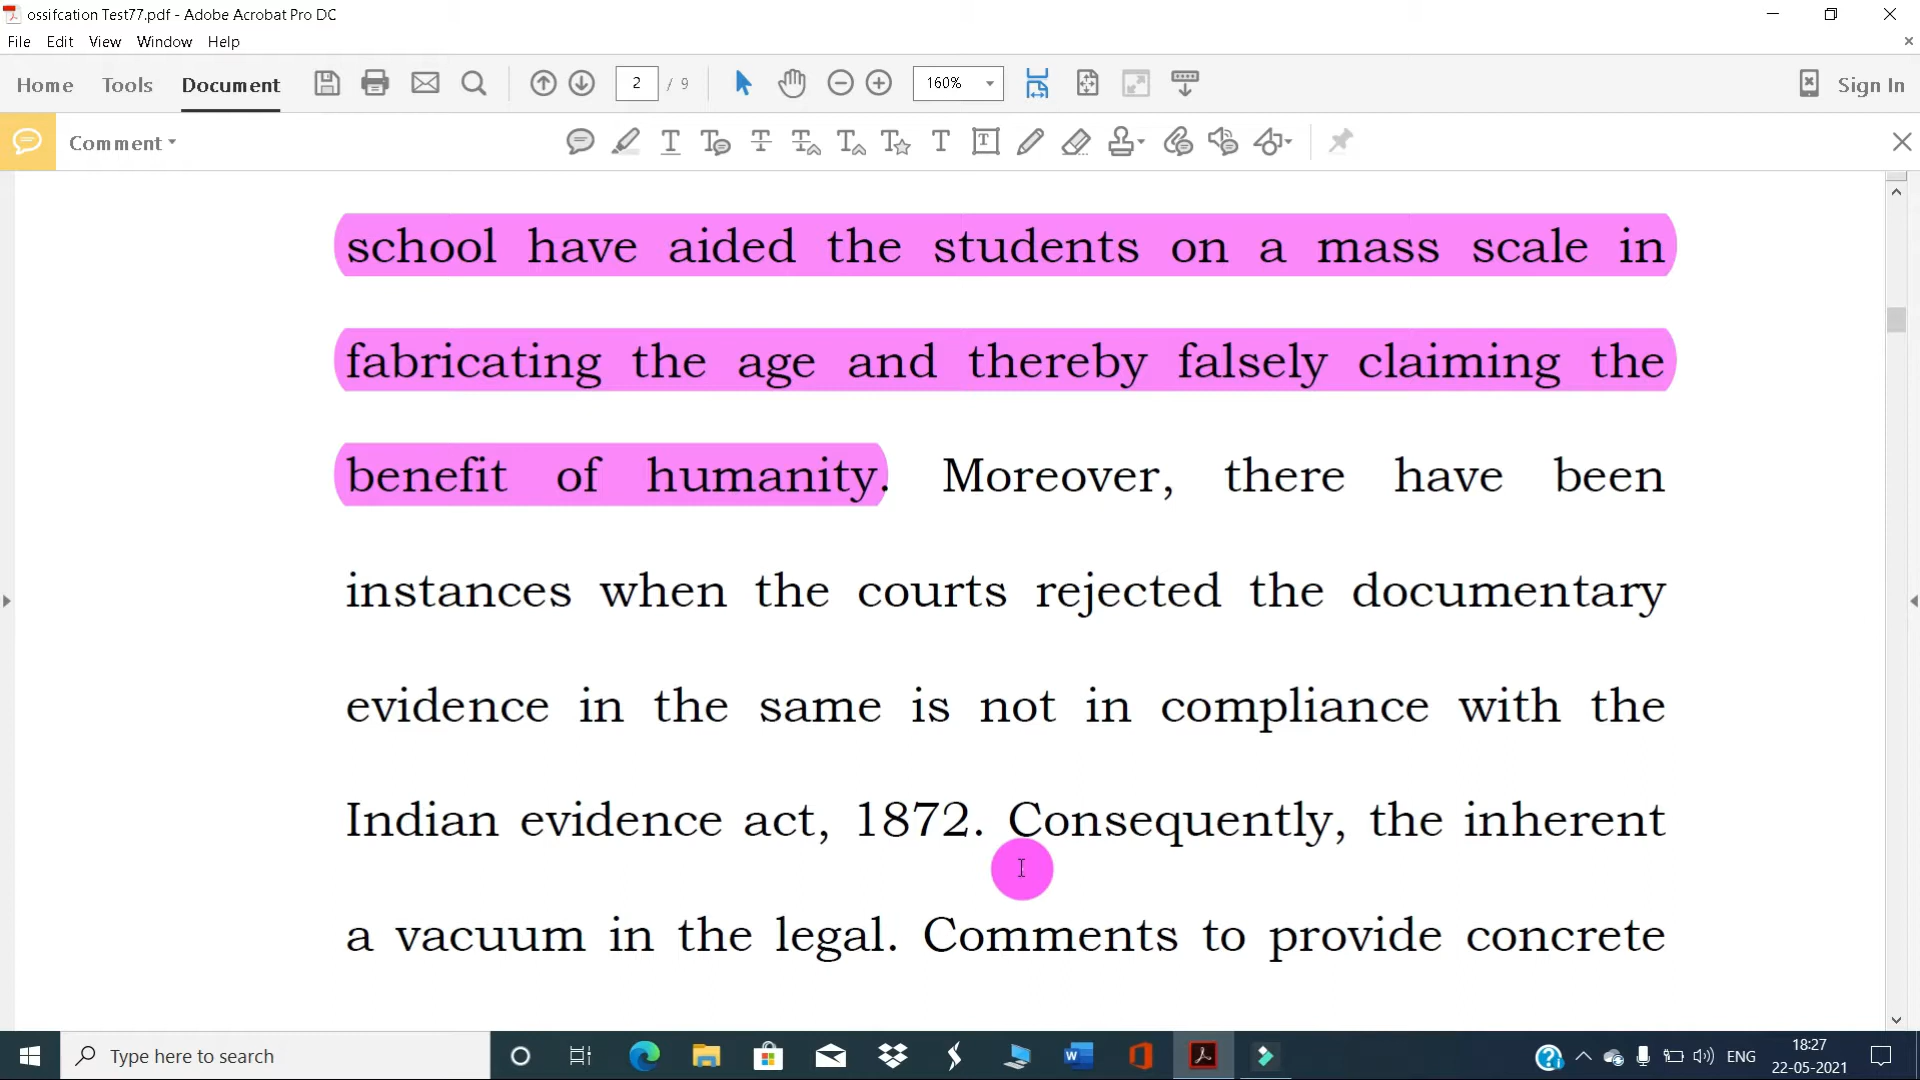 ossifcation Test77.pdf - Adobe Acrobat Pro DC
File Edit View Window Help
Home Tools Document 2 / 9 160% Sign In
Comment
school have aided the students on a mass scale in
fabricating the age and thereby falsely claiming the
benefit of humanity. Moreover, there have been
instances when the courts rejected the documentary
evidence in the same is not in compliance with the
Indian evidence act, 1872. Consequently, the inherent
a vacuum in the legal. Comments to provide concrete
Type here to search
ENG
18:27
22-05-2021